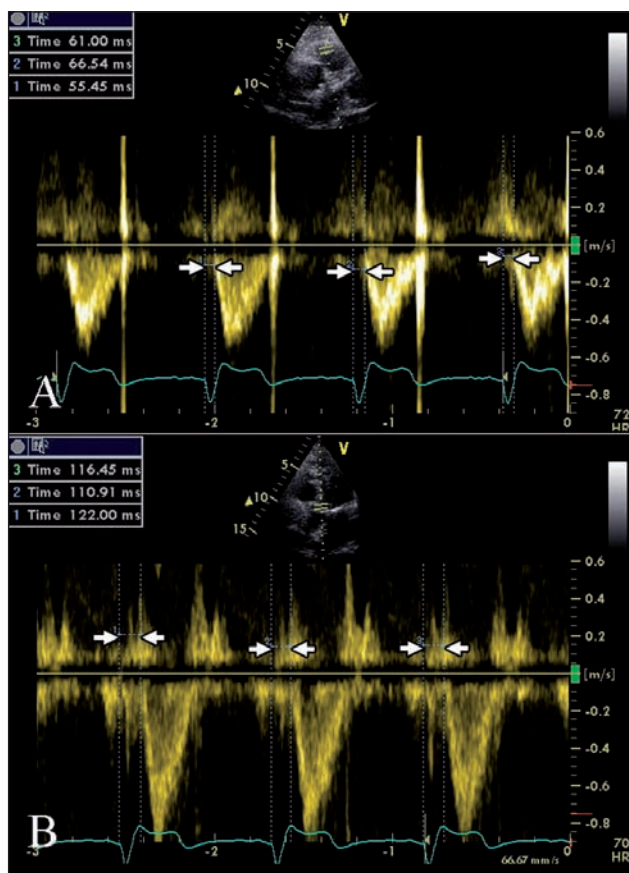 V
3 Time 61.00 ms
2 Time 66.54 ms
1 Time 55.45 ms
5
10
0.6
0.2
[m/s]
-0.2
-0.4
-0.6
-0.8
A
-3
-2
-1
0
72
HR
V
3 Time 116.45 ms
2 Time 110.91 ms
1 Time 122.00 ms
5
10
15
0.6
0.4
0.2
[m/s]
-0.2
-0.4
-0.6
-0.8
B
-3
-2
-1
0
70
HR
66.67 mm/s